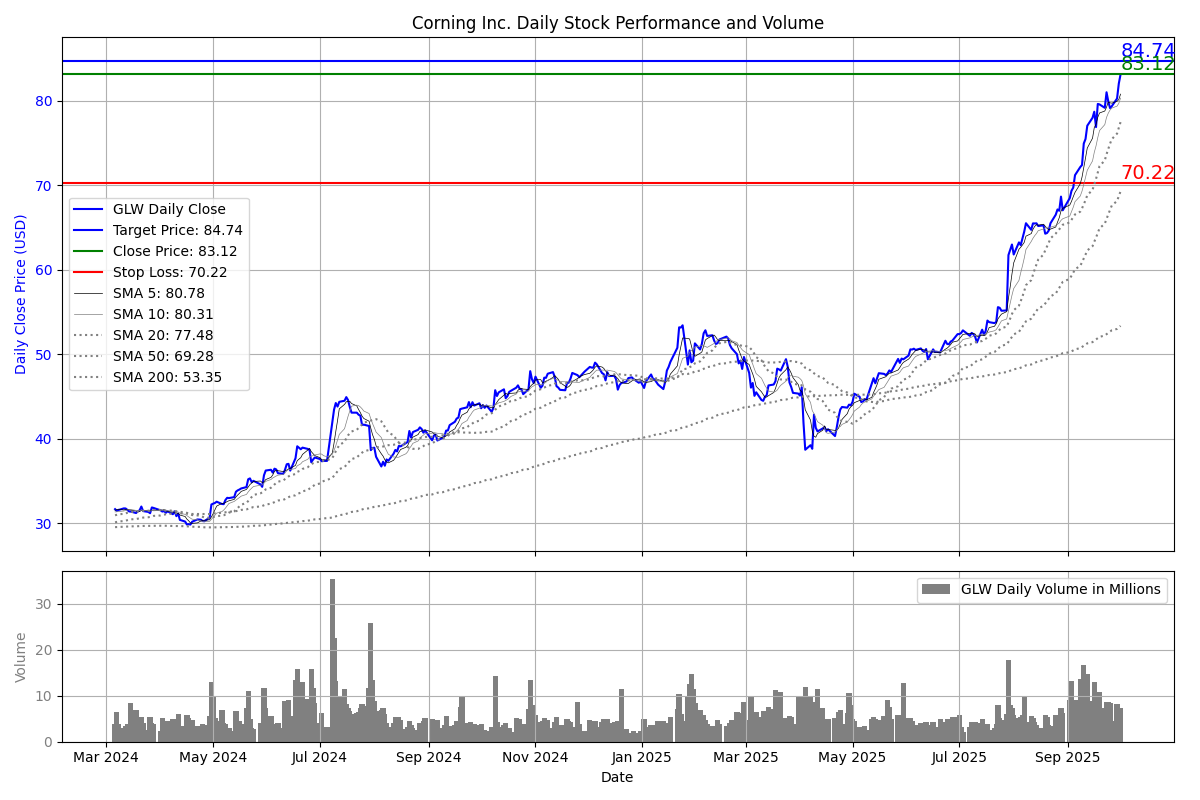 Corning Inc. Daily Stock Performance and Volume
84.74
83.12
80
70.22
70
60
50
40
30
Daily Close Price (USD)
GLW Daily Close
Target Price: 84.74
Close Price: 83.12
Stop Loss: 70.22
SMA 5: 80.78
SMA 10: 80.31
SMA 20: 77.48
SMA 50: 69.28
SMA 200: 53.35
GLW Daily Volume in Millions
30
20
10
0
Volume
Mar 2024 May 2024 Jul 2024 Sep 2024 Nov 2024 Jan 2025 Mar 2025 May 2025 Jul 2025 Sep 2025
Date